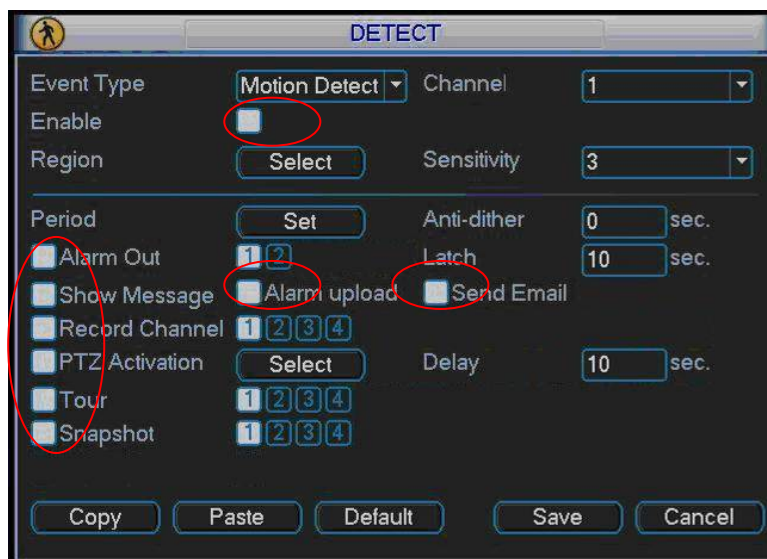 DETECT
Event Type Motion Detect Channel 1
Enable
Region Select Sensitivity 3
Period Set Anti-dither 0 sec.
Alarm Out 1 2 Latch 10 sec.
Show Message Alarm upload Send Email
Record Channel 1 2 3 4
PTZ Activation Select Delay 10 sec.
Tour 1 2 3 4
Snapshot 1 2 3 4
Copy Paste Default Save Cancel